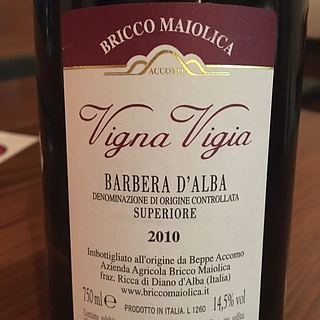 BRICCO MAIOLICA
ACCOMO
Vigna Vigia
BARBERA D'ALBA
DENOMINAZIONE DI ORIGINE CONTROLLATA
SUPERIORE
2010
Imbottigliato all'origine da Beppe Accomo
Azienda Agricola Bricco Maiolica
fraz. Ricca di Diano d'Alba (Italia)
www.briccomaiolica.it
750 ml e 14,5% vol
PRODOTTO IN ITALIA. L 1260